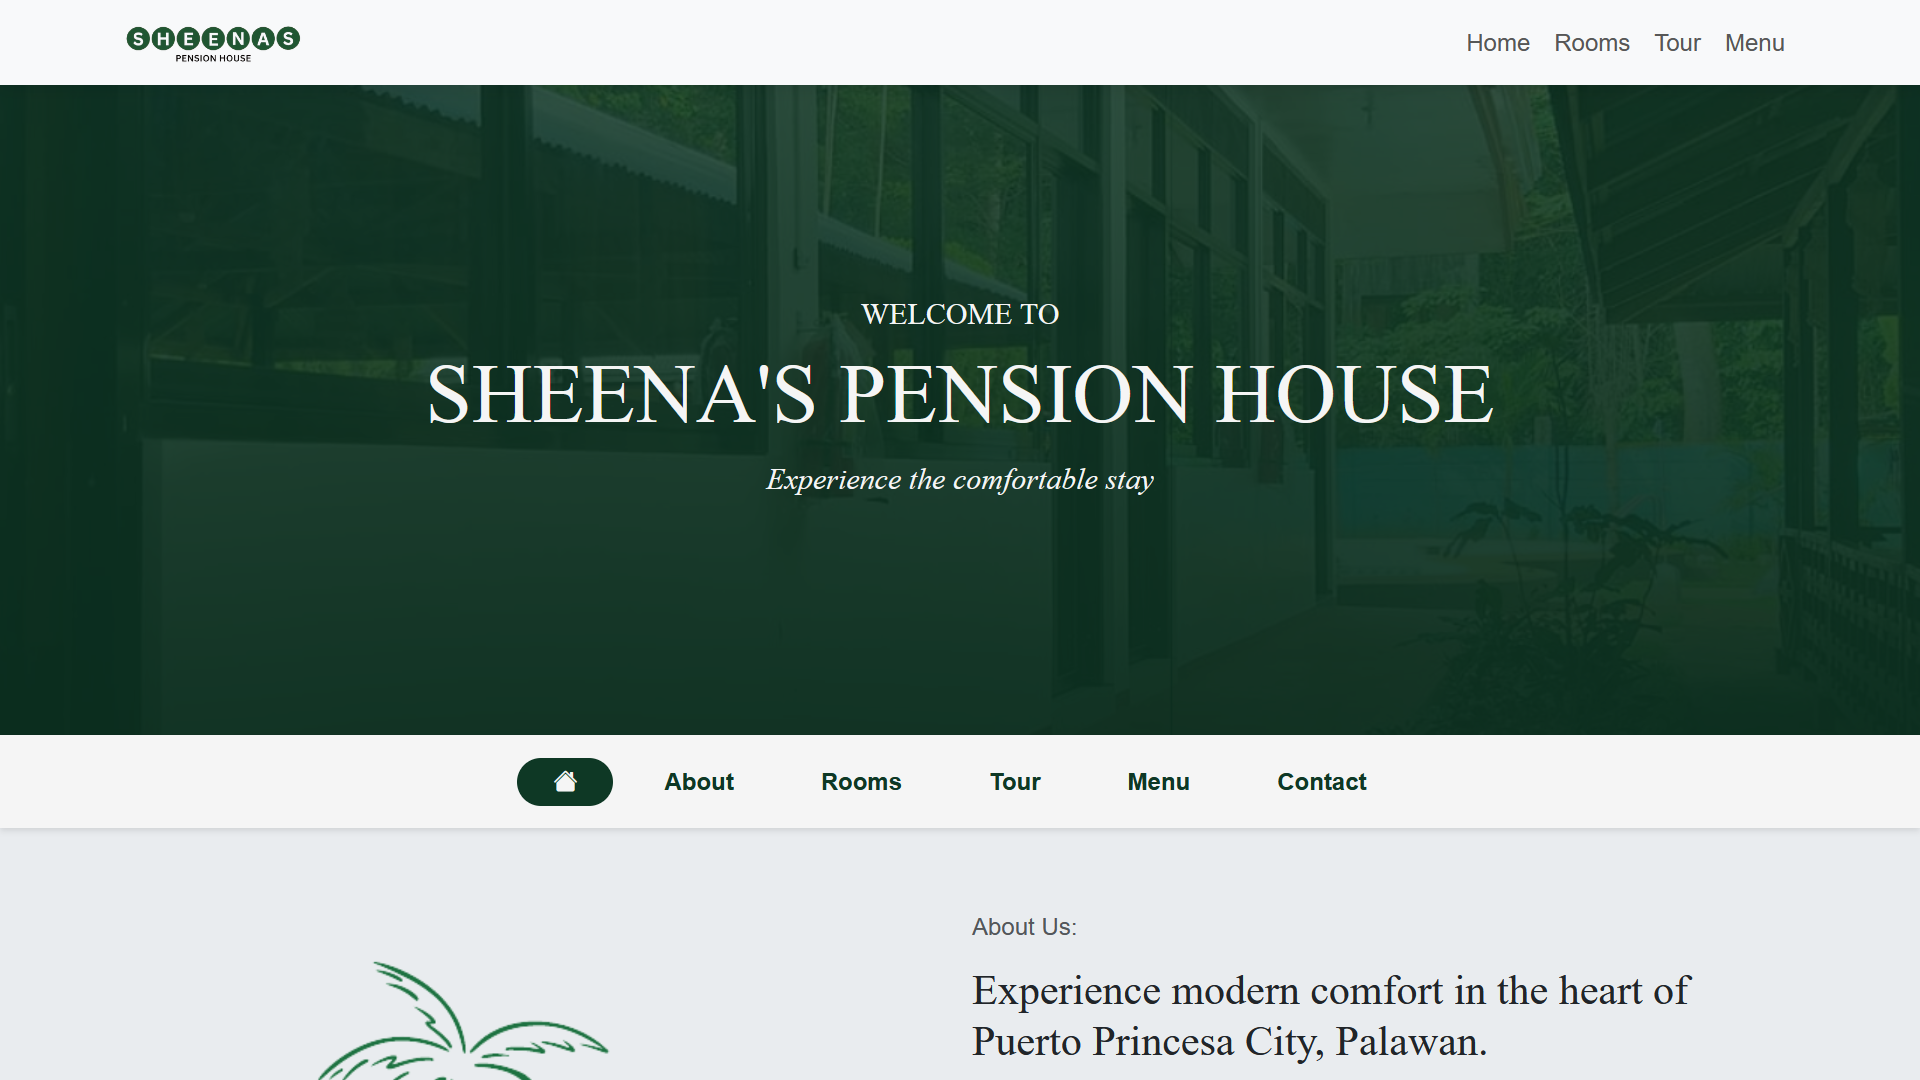 SHEENAS
PENSION HOUSE
Home Rooms Tour Menu
WELCOME TO
SHEENA'S PENSION HOUSE
Experience the comfortable stay
About Rooms Tour Menu Contact
About Us:
Experience modern comfort in the heart of
Puerto Princesa City, Palawan.